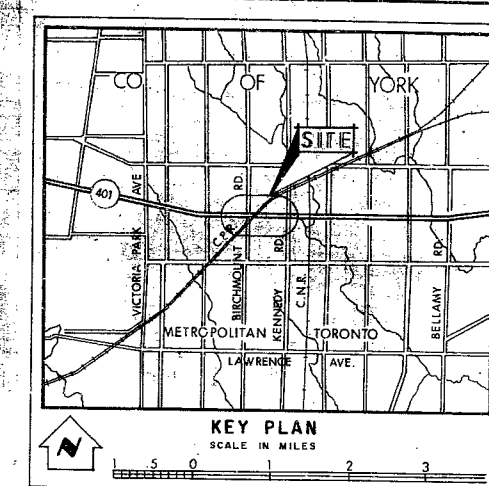 CO OF YORK
SITE
401
VICTORIA PARK AVE
C.P.R.
BIRCHMOUNT RD.
KENNEDY RD.
C.N.R.
BELLAMY RD.
METROPOLITAN TORONTO
LAWRENCE AVE.
KEY PLAN
SCALE IN MILES
N
1 .5 0 1 2 3